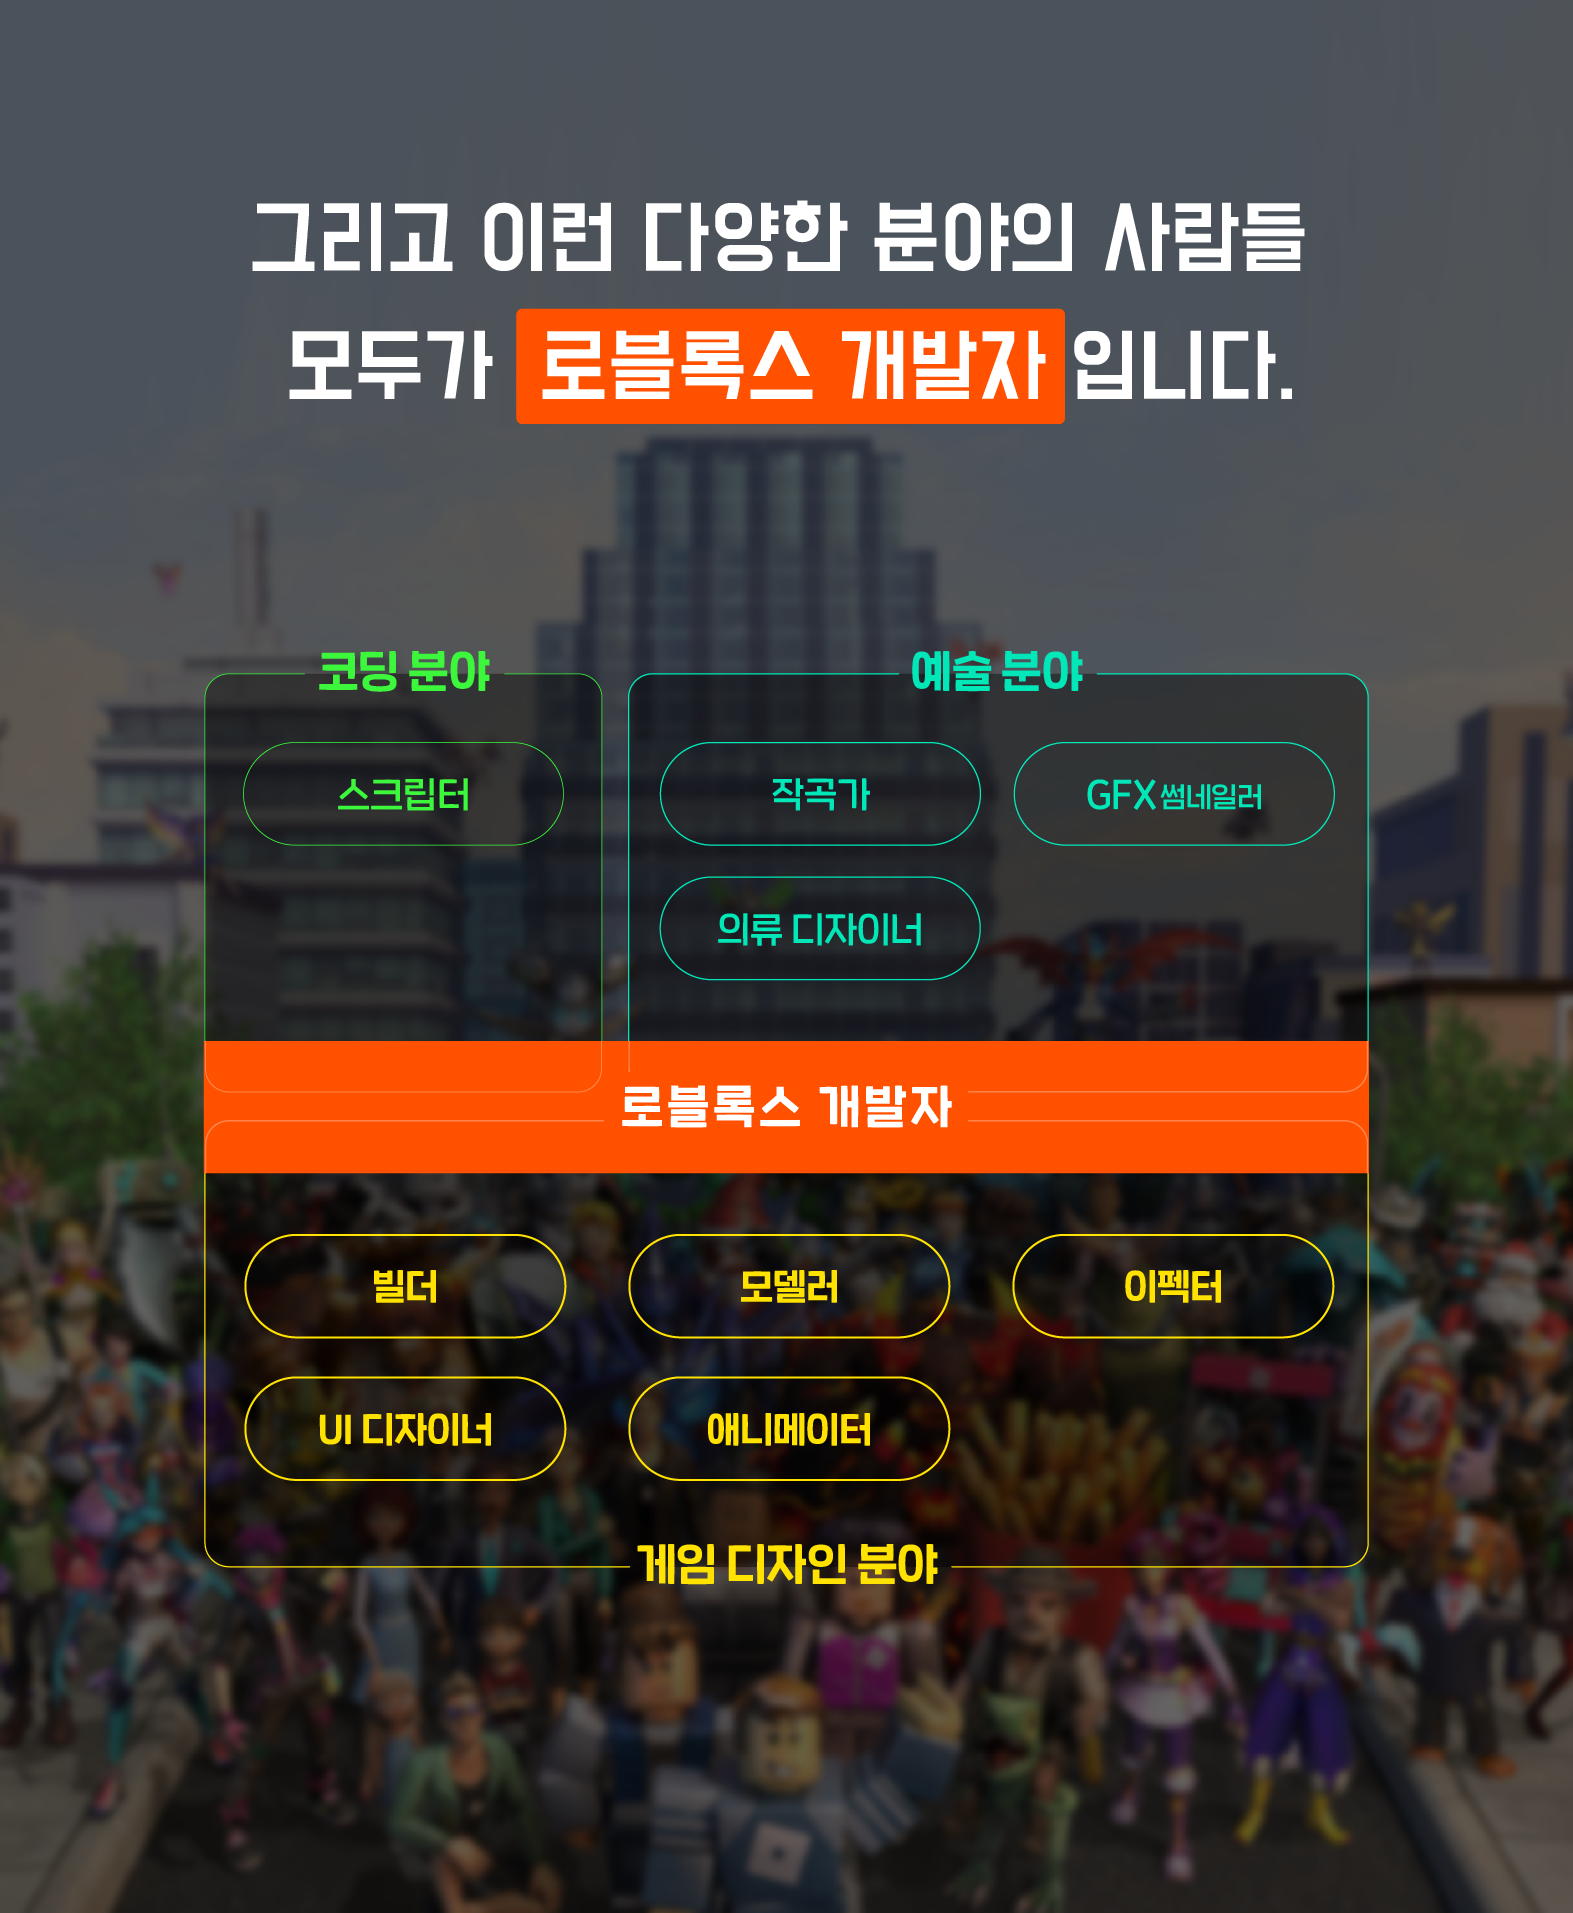 그리고 이런 다양한 분야의 사람들
모두가 로블록스 개발자 입니다.
코딩 분야
스크립터
예술 분야
작곡가
GFX 썸네일러
의류 디자이너
로블록스 개발자
빌더
모델러
이펙터
UI 디자이너
애니메이터
게임 디자인 분야